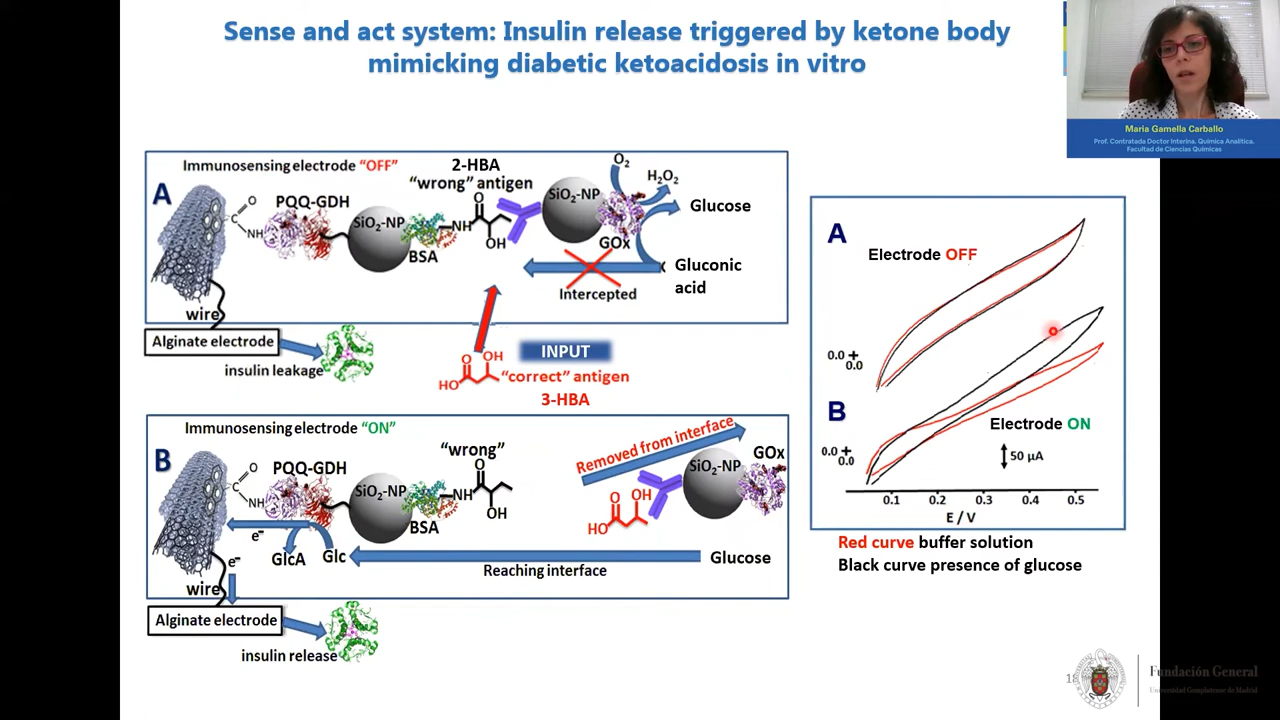 Sense and act system: Insulin release triggered by ketone body
mimicking diabetic ketoacidosis in vitro
Maria Gamella Carballo
Prof. Contratada Doctor Interina. Química Analítica.
Facultad de Ciencias Químicas
Immunosensing electrode “OFF”
A
2-HBA
“wrong” antigen
O₂
H₂O₂
PQQ-GDH
O
C
NH
SiO₂-NP
BSA
NH
O
OH
SiO₂-NP
GOx
Glucose
Gluconic
acid
Intercepted
wire
Alginate electrode
insulin leakage
O
OH
HO
INPUT
“correct” antigen
3-HBA
Immunosensing electrode “ON”
B
“wrong”
Removed from interface
GOx
PQQ-GDH
O
C
NH
SiO₂-NP
BSA
NH
O
OH
SiO₂-NP
O
OH
HO
e⁻
GlcA
Glc
Glucose
Reaching interface
e⁻
wire
Alginate electrode
insulin release
A
Electrode OFF
0.0
0.0
B
Electrode ON
0.0
0.0
50 µA
0.1 0.2 0.3 0.4 0.5
E / V
Red curve buffer solution
Black curve presence of glucose
Fundación General
Universidad Complutense de Madrid